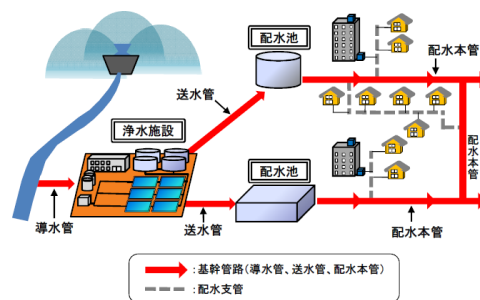 配水池
配水本管
送水管
浄水施設
配水池
配水本管
導水管
送水管
配水本管
:基幹管路(導水管、送水管、配水本管)
:配水支管